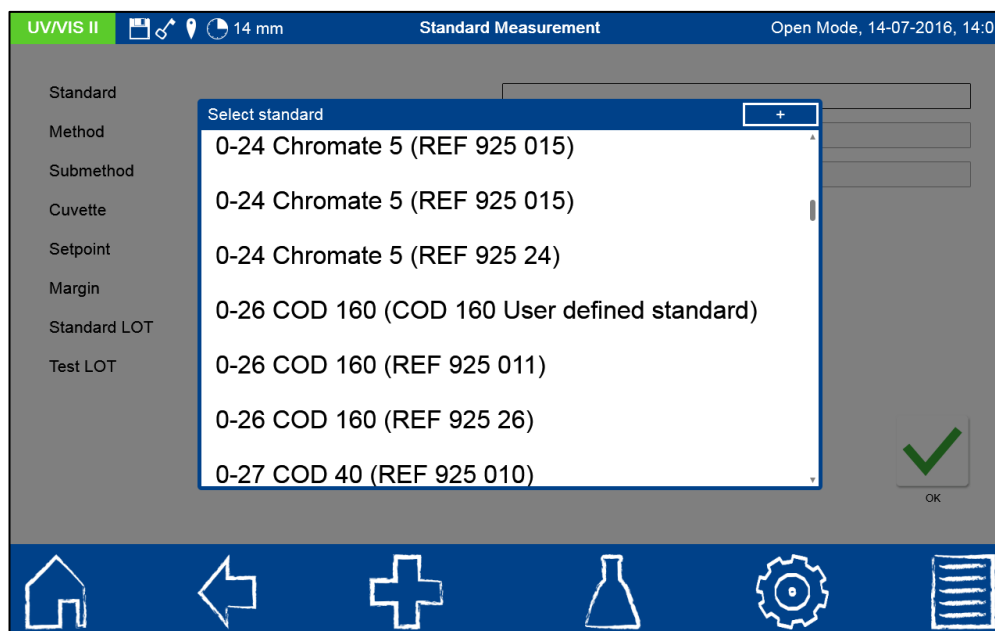 UV/VIS II 14 mm Standard Measurement Open Mode, 14-07-2016, 14:0
Standard
Select standard +
Method
Submethod
Cuvette
Setpoint
Margin
Standard LOT
Test LOT
0-24 Chromate 5 (REF 925 015)
0-24 Chromate 5 (REF 925 015)
0-24 Chromate 5 (REF 925 24)
0-26 COD 160 (COD 160 User defined standard)
0-26 COD 160 (REF 925 011)
0-26 COD 160 (REF 925 26)
0-27 COD 40 (REF 925 010)
OK